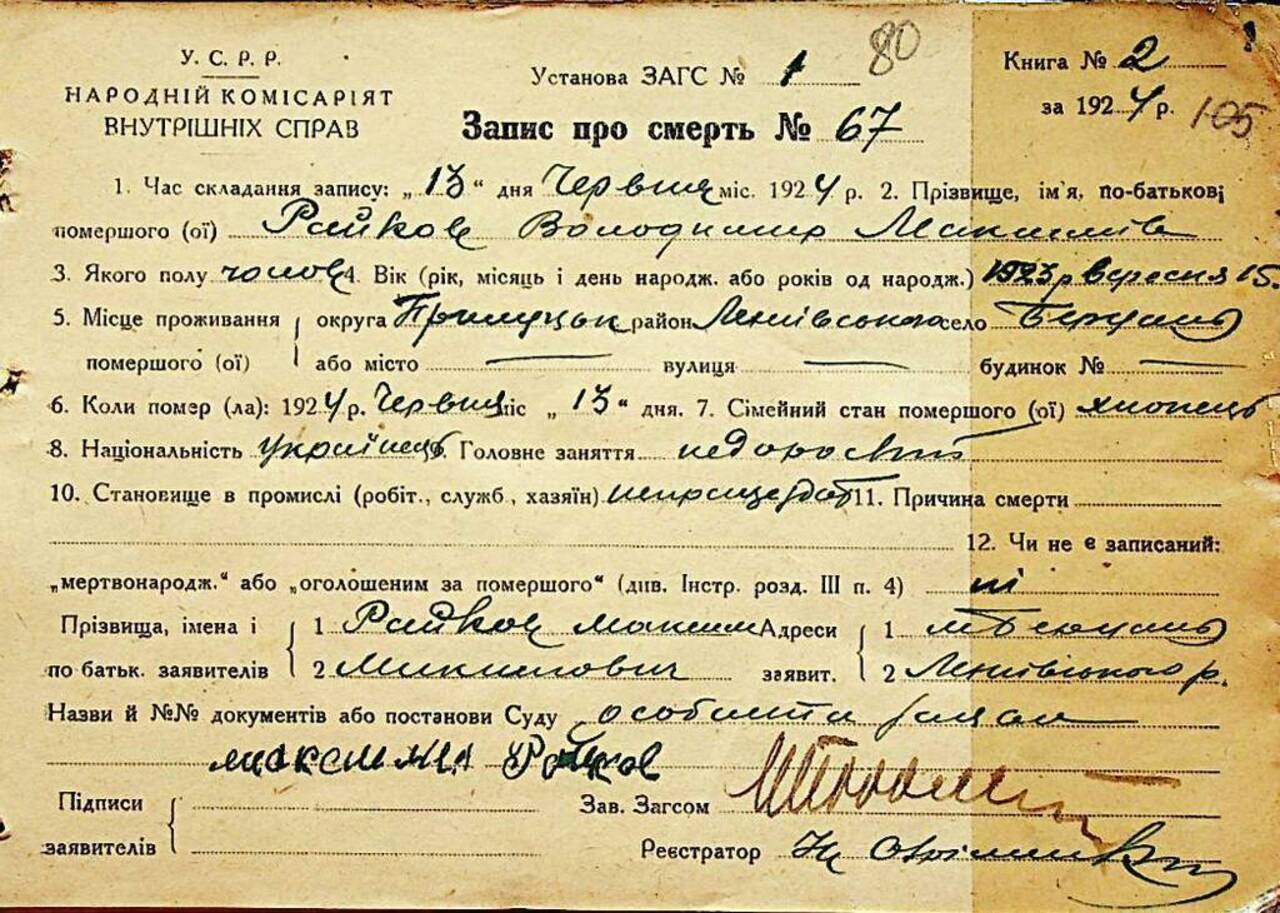 80
У. С. Р. Р.
НАРОДНІЙ КОМІСАРІЯТ
ВНУТРІШНІХ СПРАВ
Установа ЗАГС № 1
Книга № 2
за 1924 р. 105
Запис про смерть № 67
1. Час складання запису: „ 13 “ дня Червня міс. 1924 р. 2. Прізвище, ім'я, по-батькові
помершого (ої) Райков Володимир Максимів
3. Якого полу чолов 4. Вік (рік, місяць і день народж. або років од народж.) 1923 р Вересня 15.
5. Місце проживання округа Прилуцьк район Ленівського село
помершого (ої) або місто — вулиця — будинок № —
6. Коли помер (ла): 1924 р. Червня міс „ 13 “ дня. 7. Сімейний стан помершого (ої) хлопець
8. Національність Українець. Головне заняття
10. Становище в промислі (робіт., служб., хазяїн) 11. Причина смерти
12. Чи не є записаний:
„мертвонародж.“ або „оголошеним за помершого“ (див. Інстр. розд. III п. 4) ні
Прізвища, імена і 1 Райков Максим Адреси 1
по батьк. заявителів 2 Микитович заявит. 2 Ленівського р.
Назви й №№ документів або постанови Суду особиста
Райков
Підписи Зав. Загсом
заявителів Реєстратор